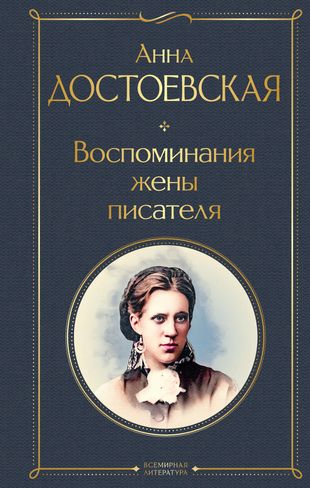 Анна
ДОСТОЕВСКАЯ
Воспоминания
жены
писателя
ВСЕМИРНАЯ
ЛИТЕРАТУРА